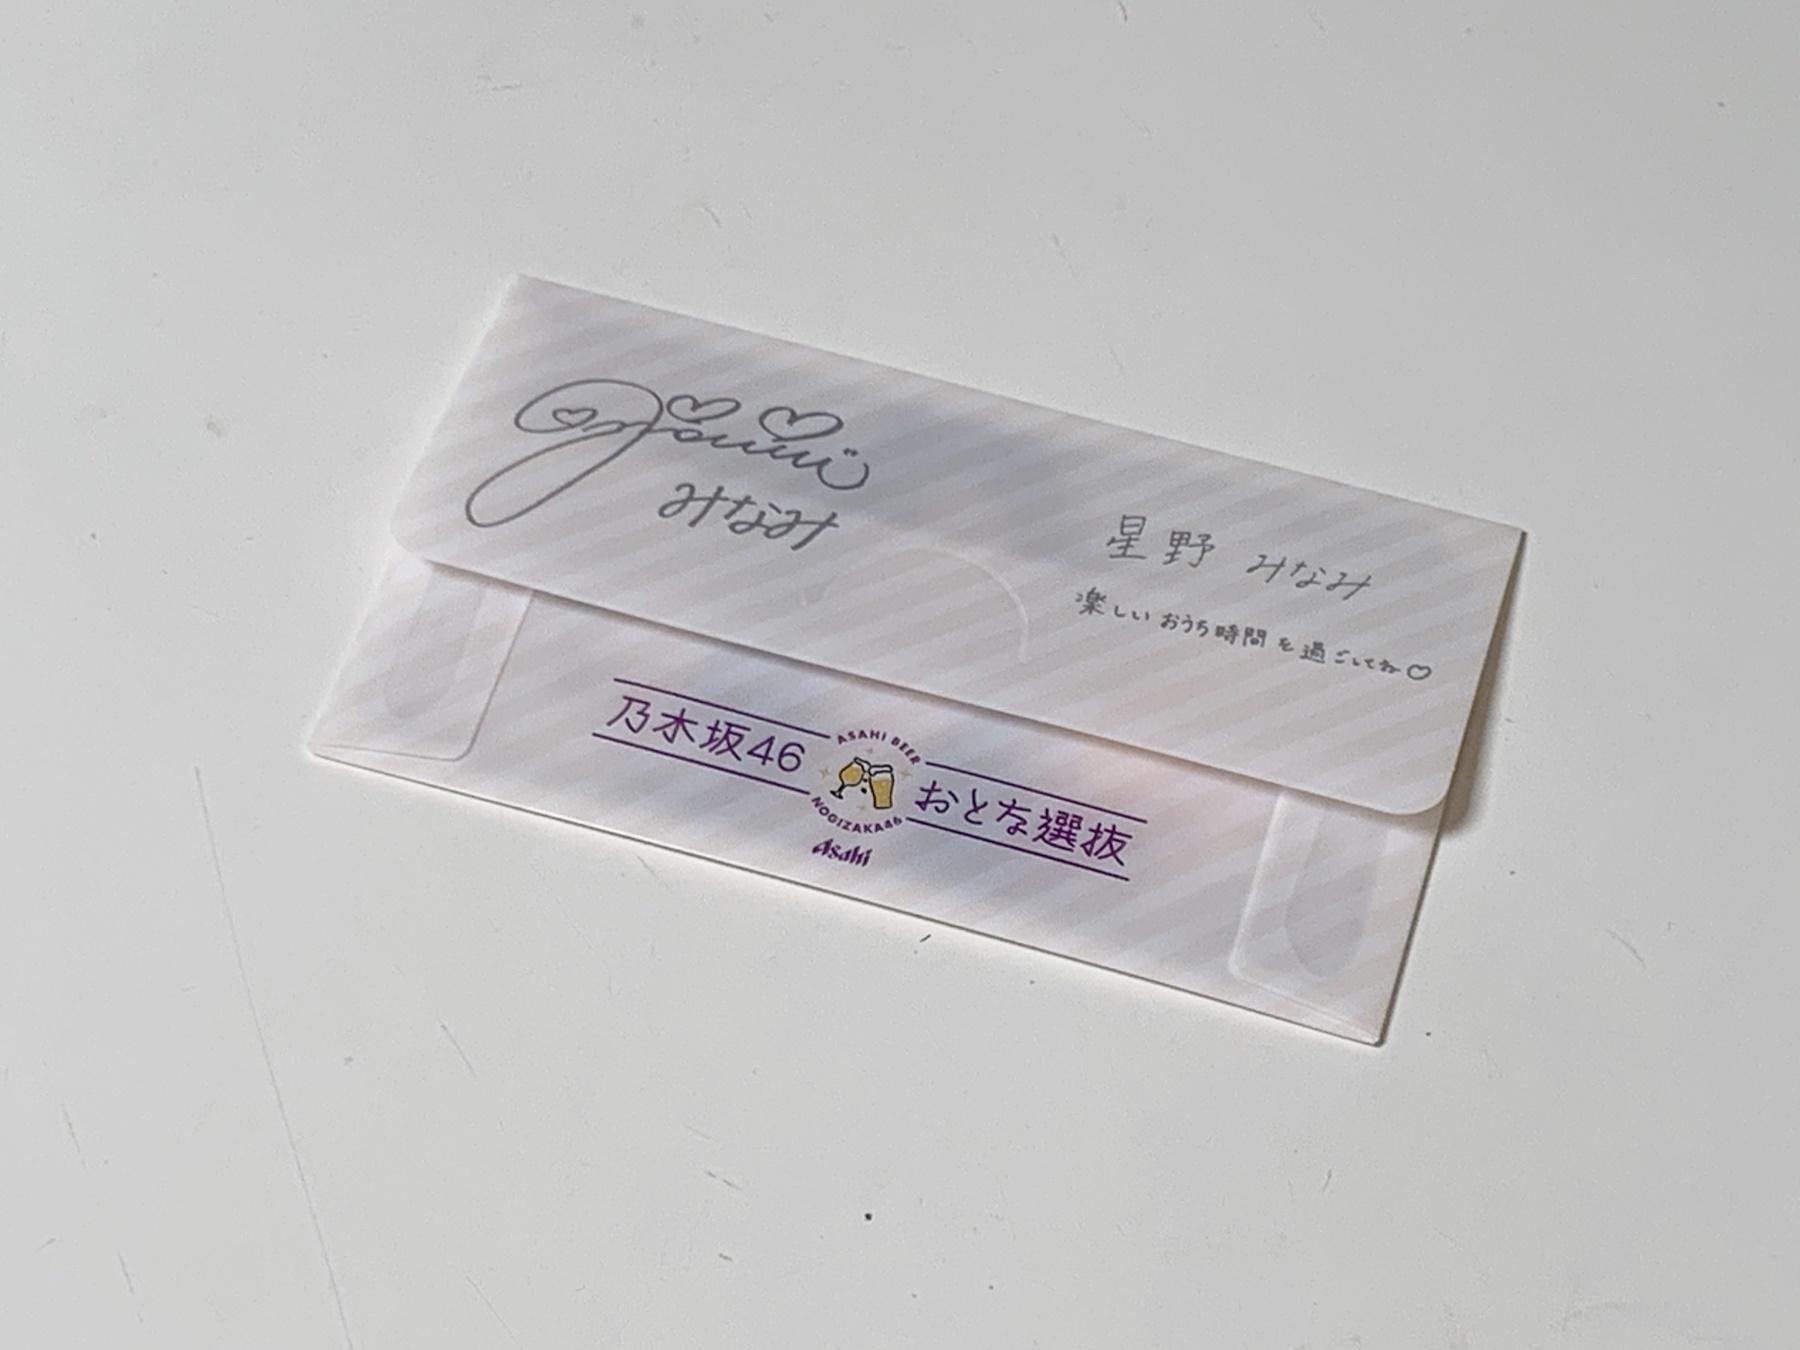 みなみ
星野 みなみ
楽しいおうち時間を過ごしてね♡
乃木坂46
ASAHI BEER
NOGIZAKA46
おとな選抜
Asahi